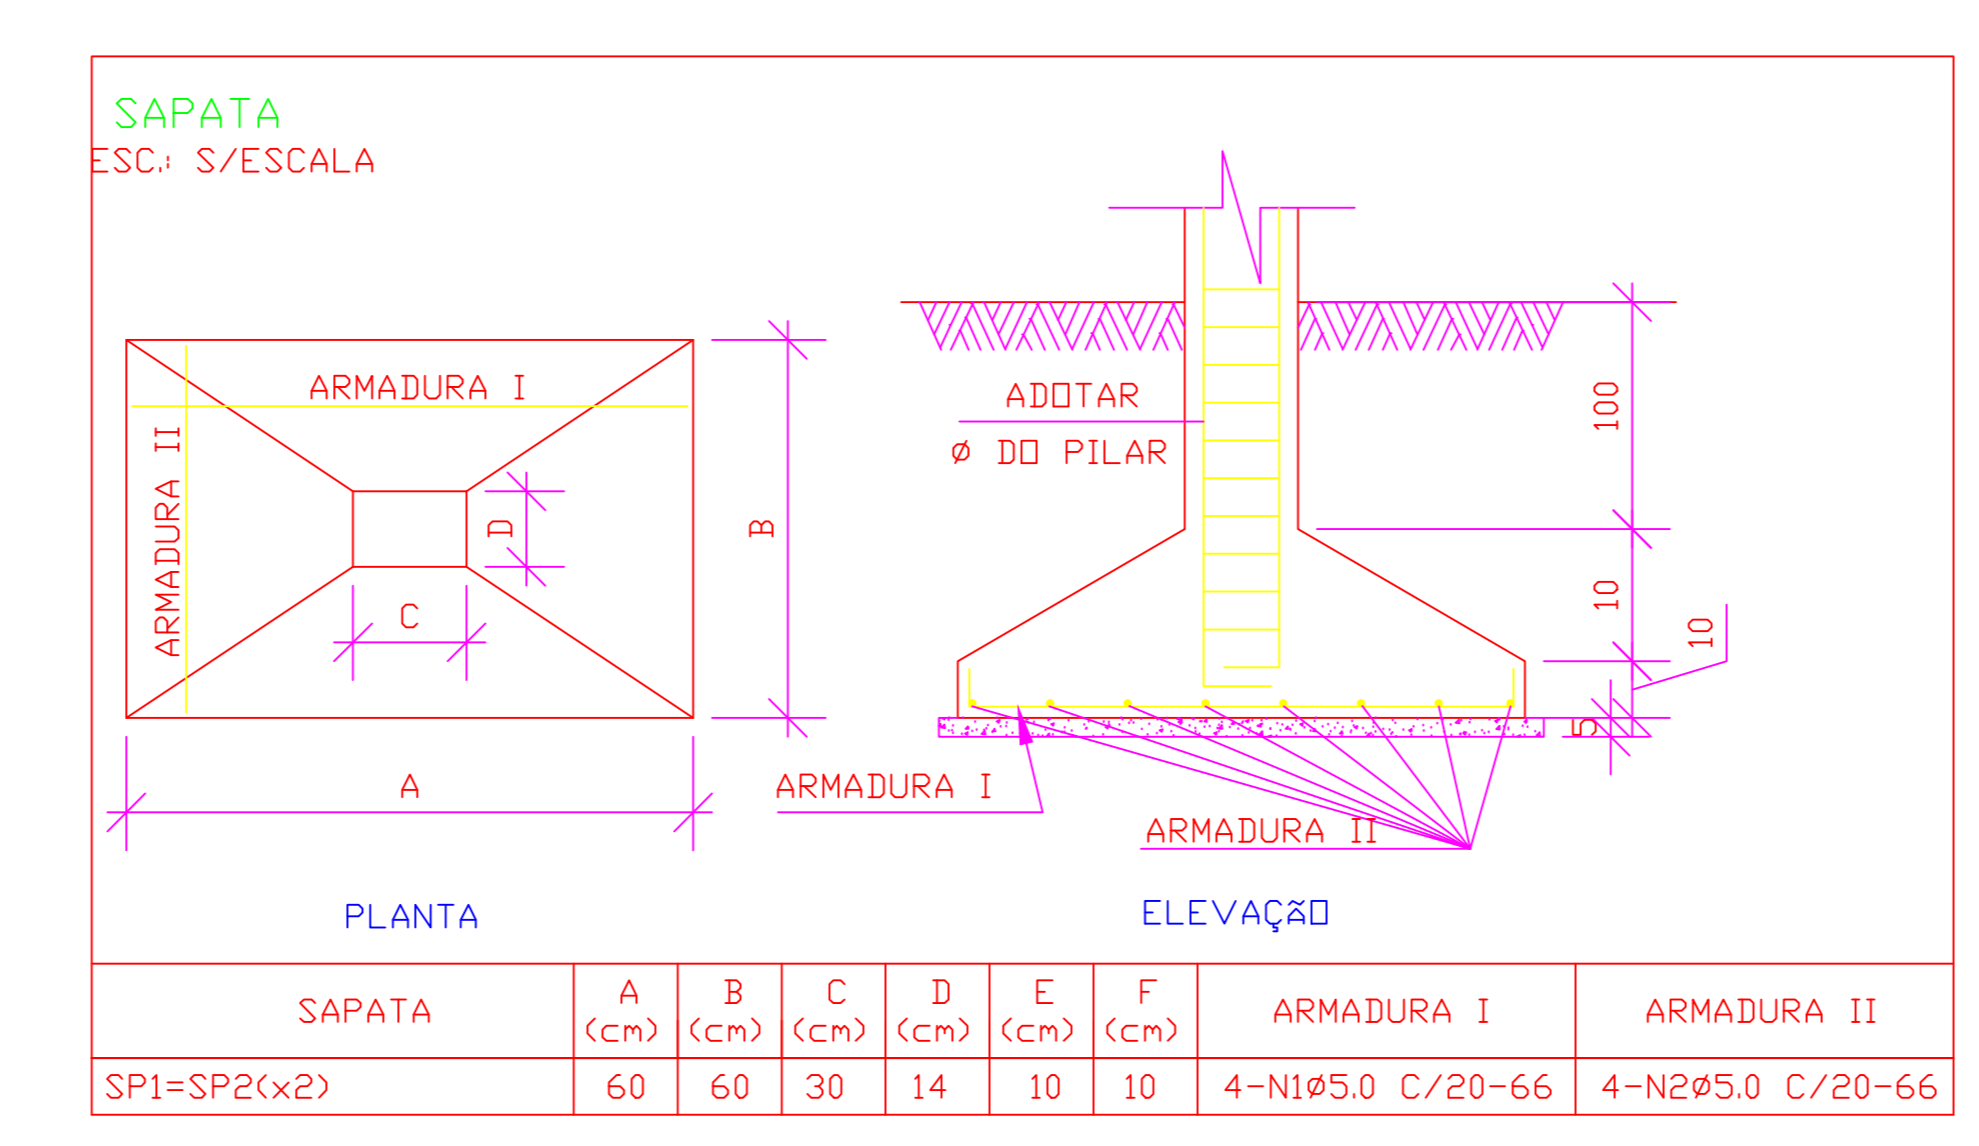 SAPATA
ESC.: S/ESCALA
ARMADURA I
ARMADURA II
D
C
B
A
PLANTA
ADOTAR
Ø DO PILAR
100
10
10
5
ARMADURA I
ARMADURA II
ELEVAÇÃO
SAPATA A (cm) B (cm) C (cm) D (cm) E (cm) F (cm) ARMADURA I ARMADURA II
SP1=SP2(x2) 60 60 30 14 10 10 4-N1Ø5.0 C/20-66 4-N2Ø5.0 C/20-66